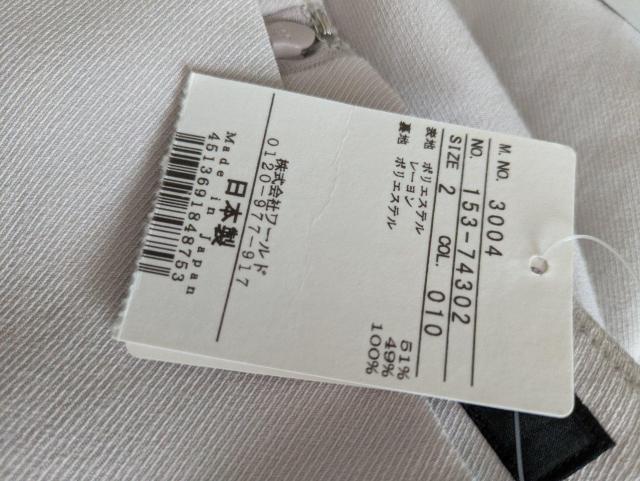 M. NO. 3004
NO. 153-74302
SIZE 2 COL. 010
表地 ポリエステル 51%
レーヨン 49%
裏地 ポリエステル 100%
株式会社ワールド
0120-977-917
日本製
Made in Japan
4513691848753